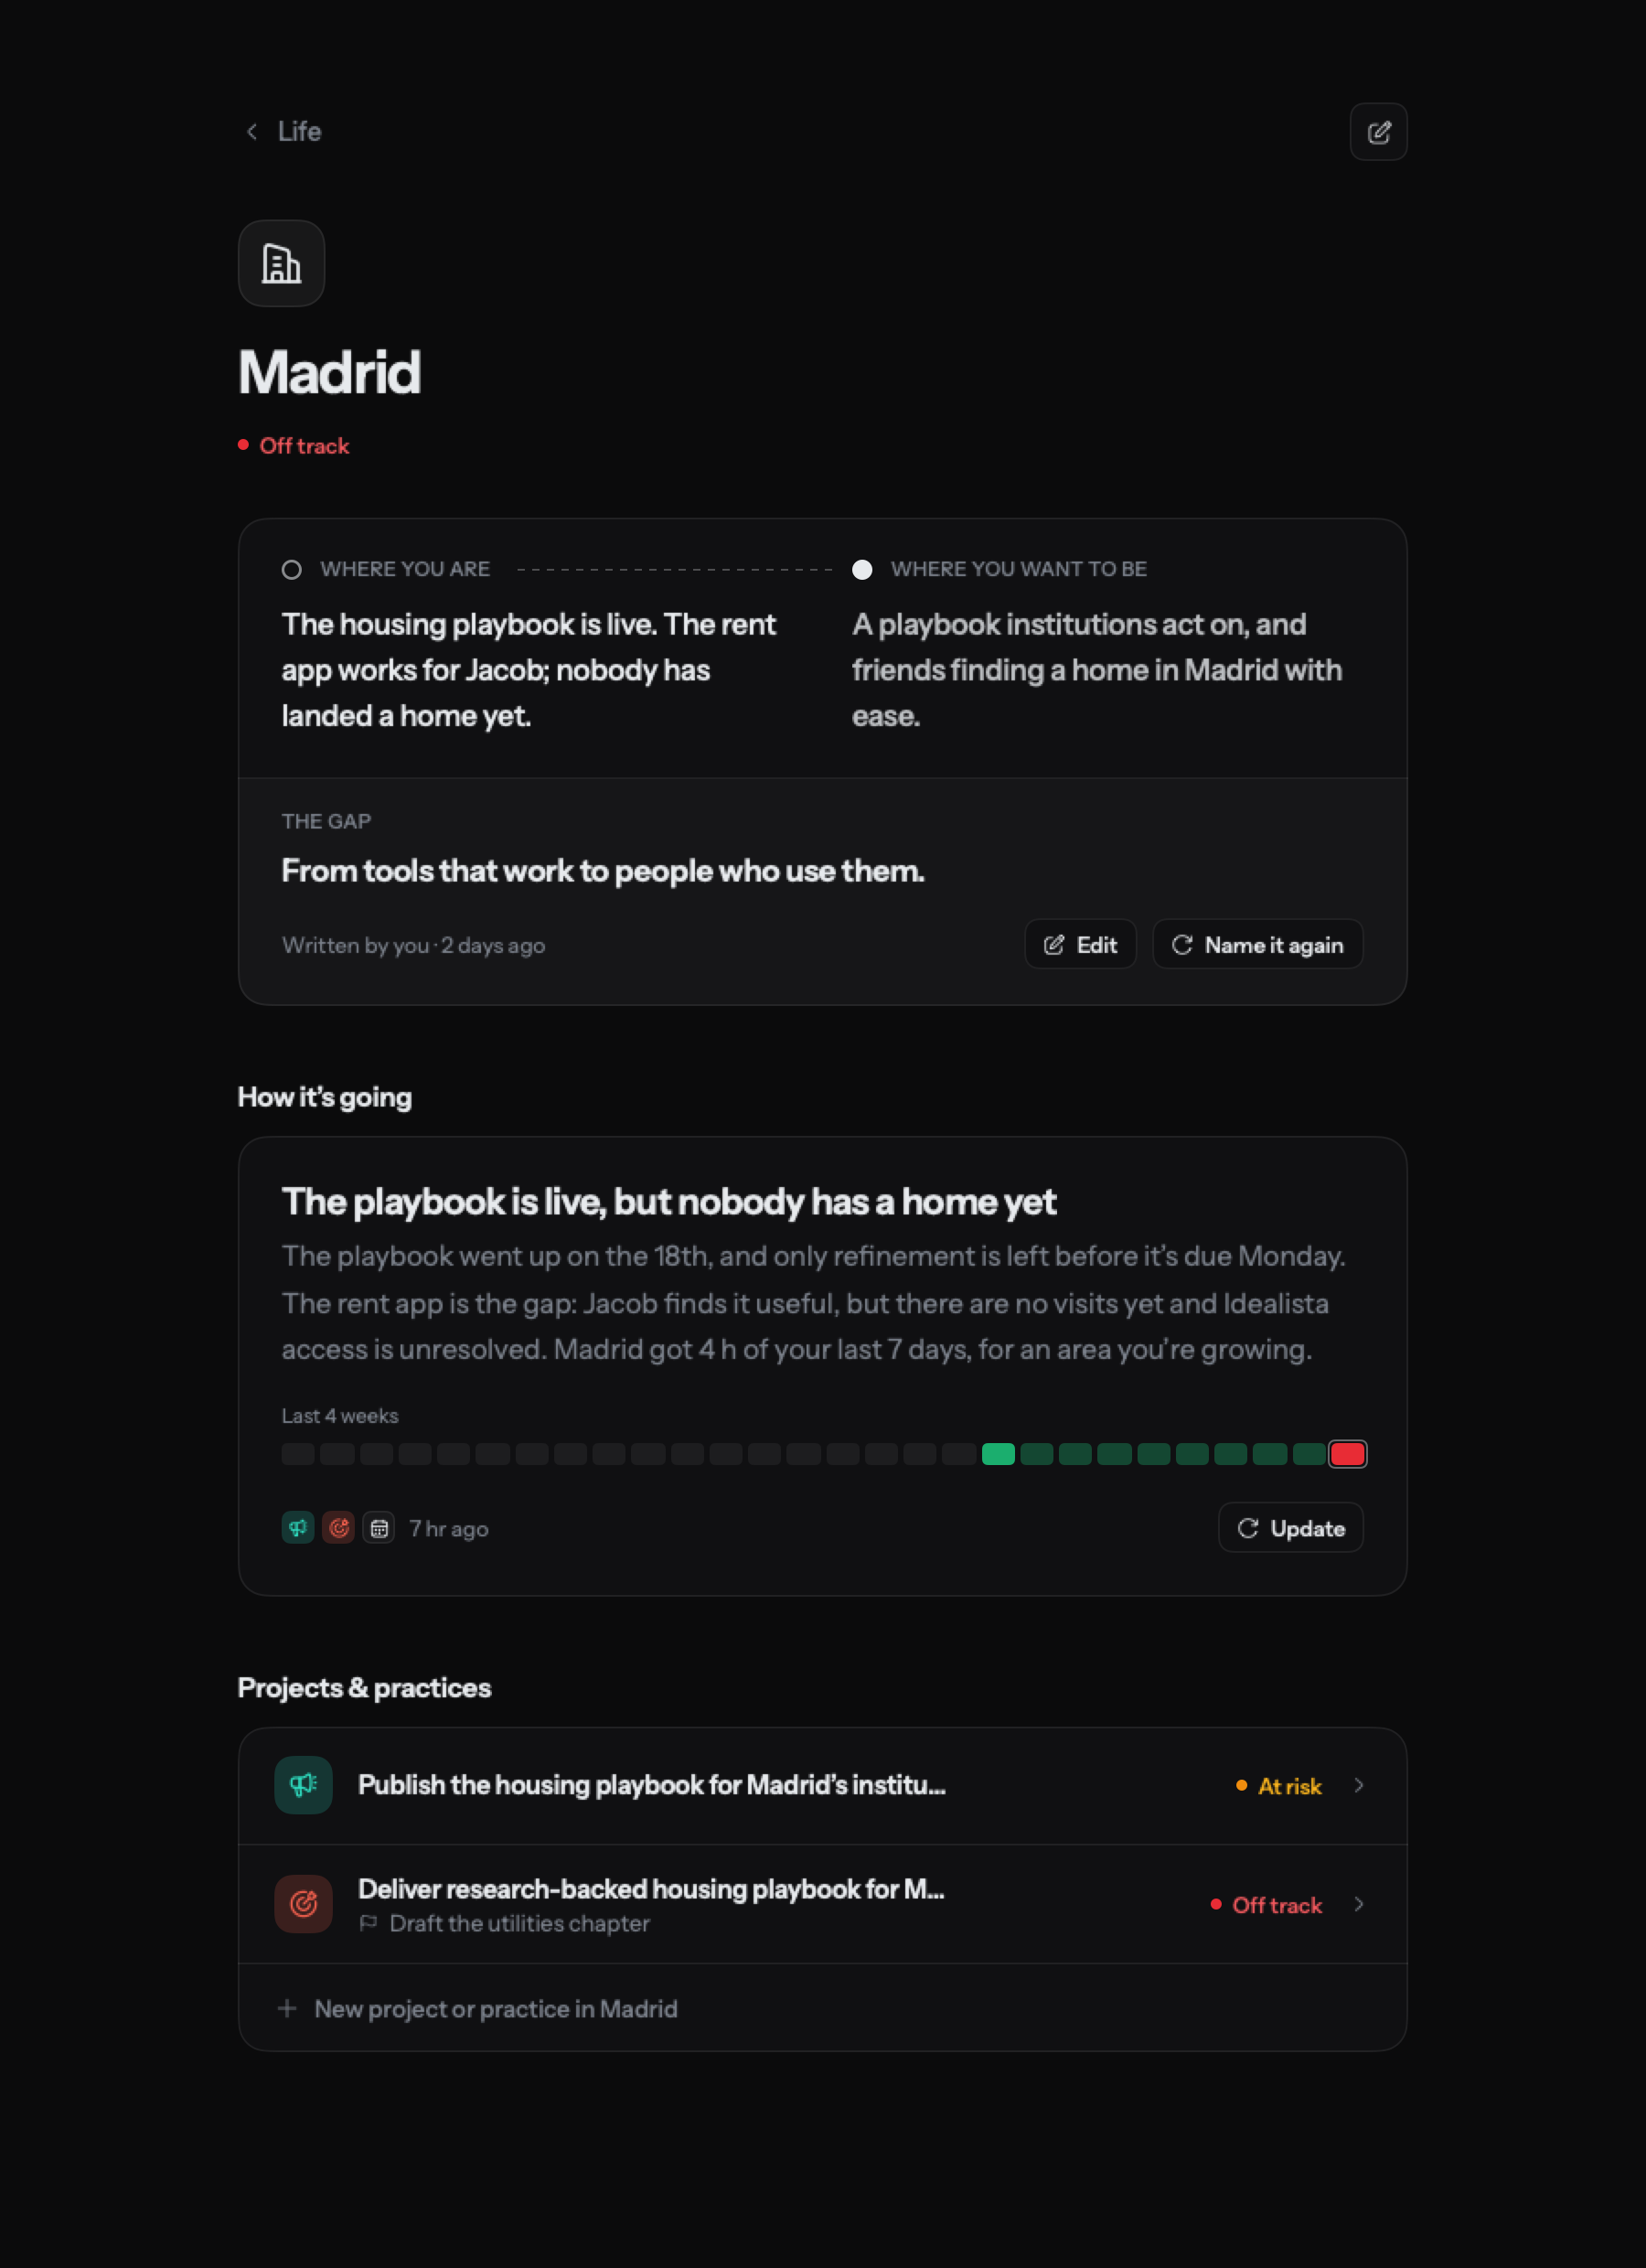 Life
Madrid
Off track
WHERE YOU ARE
The housing playbook is live. The rent
app works for Jacob; nobody has
landed a home yet.
WHERE YOU WANT TO BE
A playbook institutions act on, and
friends finding a home in Madrid with
ease.
THE GAP
From tools that work to people who use them.
Written by you · 2 days ago
Edit
Name it again
How it’s going
The playbook is live, but nobody has a home yet
The playbook went up on the 18th, and only refinement is left before it’s due Monday.
The rent app is the gap: Jacob finds it useful, but there are no visits yet and Idealista
access is unresolved. Madrid got 4 h of your last 7 days, for an area you’re growing.
Last 4 weeks
7 hr ago
Update
Projects & practices
Publish the housing playbook for Madrid’s institu...
At risk
Deliver research-backed housing playbook for M...
Draft the utilities chapter
Off track
New project or practice in Madrid